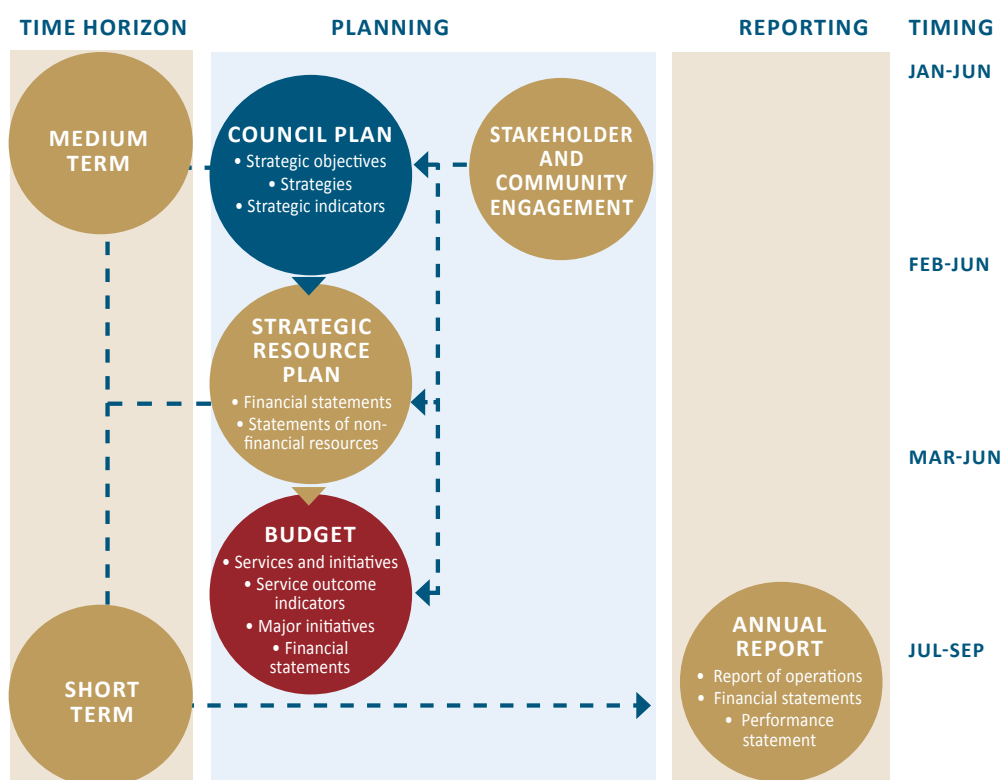 TIME HORIZON
PLANNING
REPORTING
TIMING
JAN-JUN
MEDIUM
TERM
COUNCIL PLAN
• Strategic objectives
• Strategies
• Strategic indicators
STAKEHOLDER
AND
COMMUNITY
ENGAGEMENT
FEB-JUN
STRATEGIC
RESOURCE
PLAN
• Financial statements
• Statements of non-
financial resources
MAR-JUN
BUDGET
• Services and initiatives
• Service outcome
indicators
• Major initiatives
• Financial
statements
SHORT
TERM
ANNUAL
REPORT
• Report of operations
• Financial statements
• Performance
statement
JUL-SEP